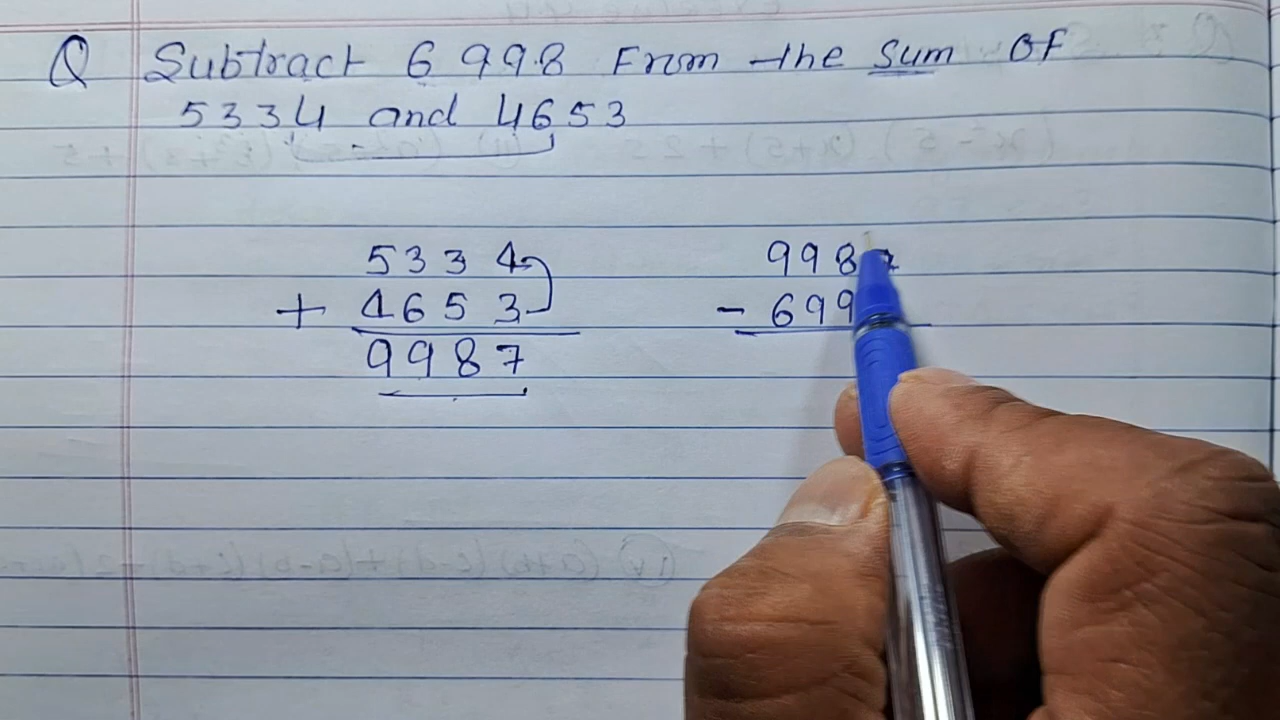 Q Subtract 6998 From the Sum OF
5334 and 4653
5334
+ 4653
9987
998
- 699